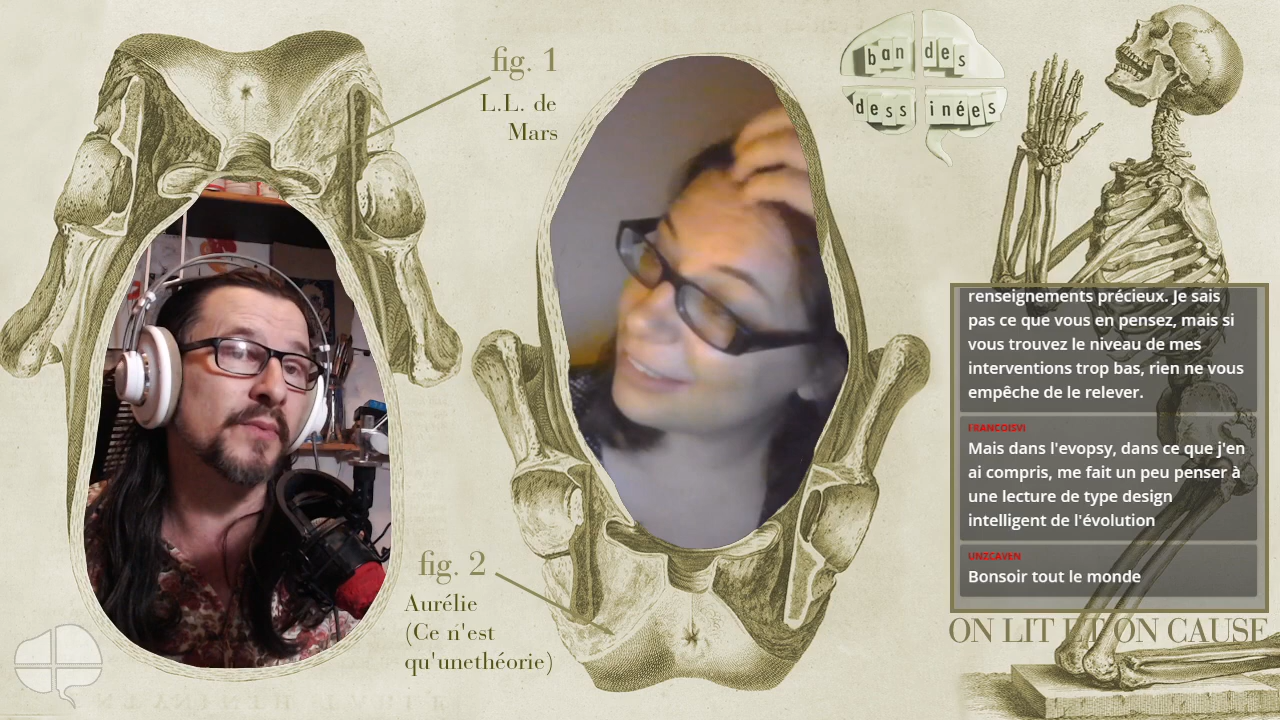 fig. 1
L.L. de
Mars
ban des
dess inées
renseignements précieux. Je sais
pas ce que vous en pensez, mais si
vous trouvez le niveau de mes
interventions trop bas, rien ne vous
empêche de le relever.
FRANCOISVI
Mais dans l'evopsy, dans ce que j'en
ai compris, me fait un peu penser à
une lecture de type design
intelligent de l'évolution
UNZCAVEN
Bonsoir tout le monde
fig. 2
Aurélie
(Ce n'est
qu'unethéorie)
ON LIT ET ON CAUSE